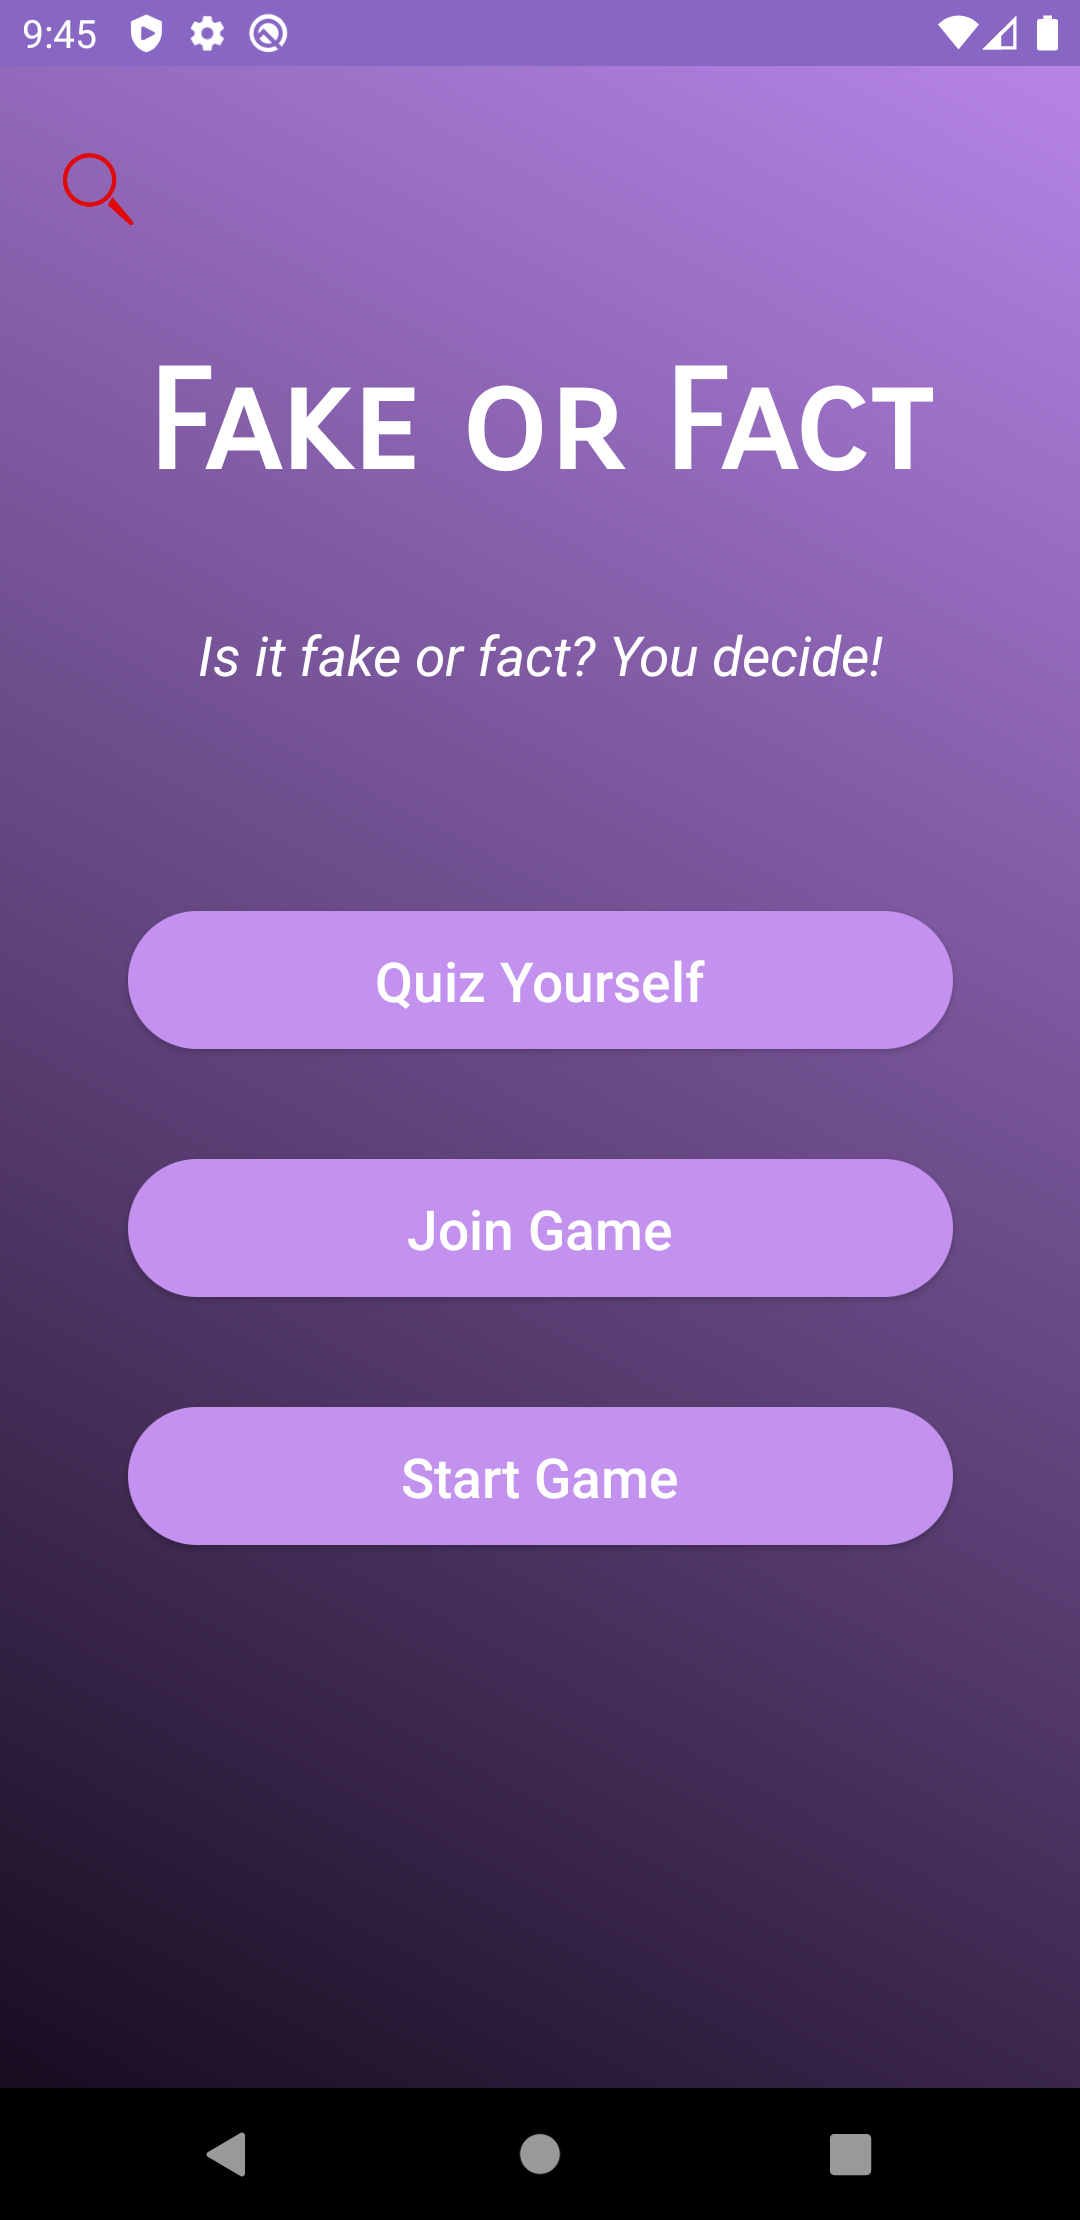 9:45
Fake or Fact
Is it fake or fact? You decide!
Quiz Yourself
Join Game
Start Game